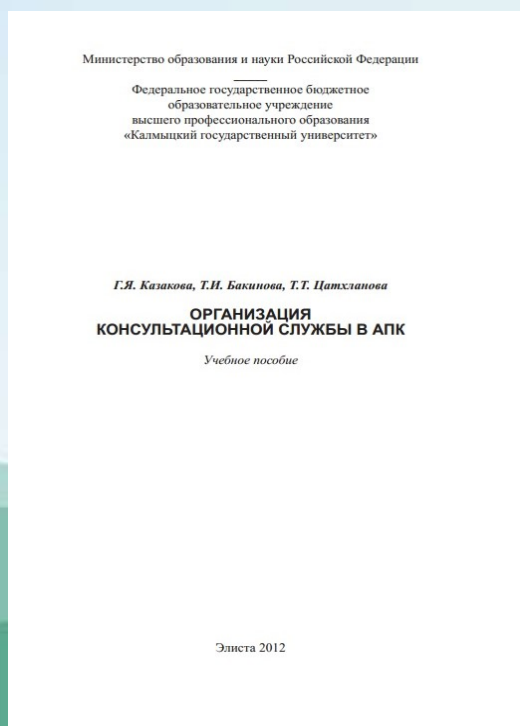 Министерство образования и науки Российской Федерации
Федеральное государственное бюджетное
образовательное учреждение
высшего профессионального образования
«Калмыцкий государственный университет»
Г.Я. Казакова, Т.И. Бакинова, Т.Т. Цатхланова
ОРГАНИЗАЦИЯ
КОНСУЛЬТАЦИОННОЙ СЛУЖБЫ В АПК
Учебное пособие
Элиста 2012